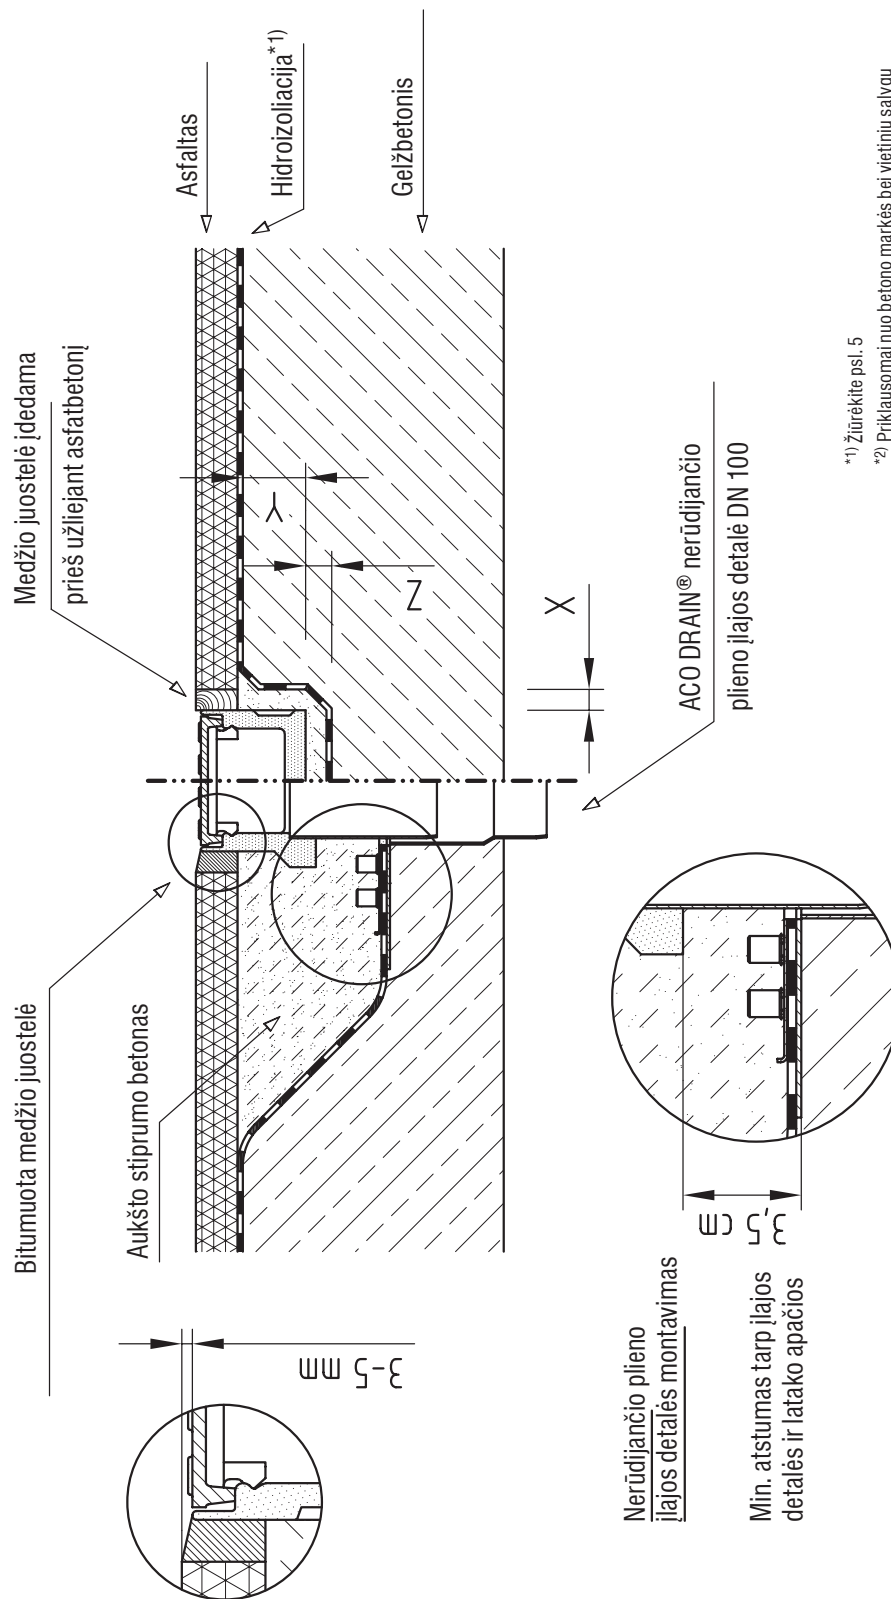 Bitumuota medžio juostelė
Medžio juostelė įdedama
prieš užliejant asfatbetonį
Aukšto stiprumo betonas
Asfaltas
Hidroizoliacija*1)
Gelžbetonis
3-5 mm
Y
Z
X
ACO DRAIN® nerūdijančio
plieno įlajos detalė DN 100
Nerūdijančio plieno
įlajos detalės montavimas
Min. atstumas tarp įlajos
detalės ir latako apačios
3,5 cm
*1) Žiūrėkite psl. 5
*2) Priklausomai nuo betono markės bei vietinių sąlygų